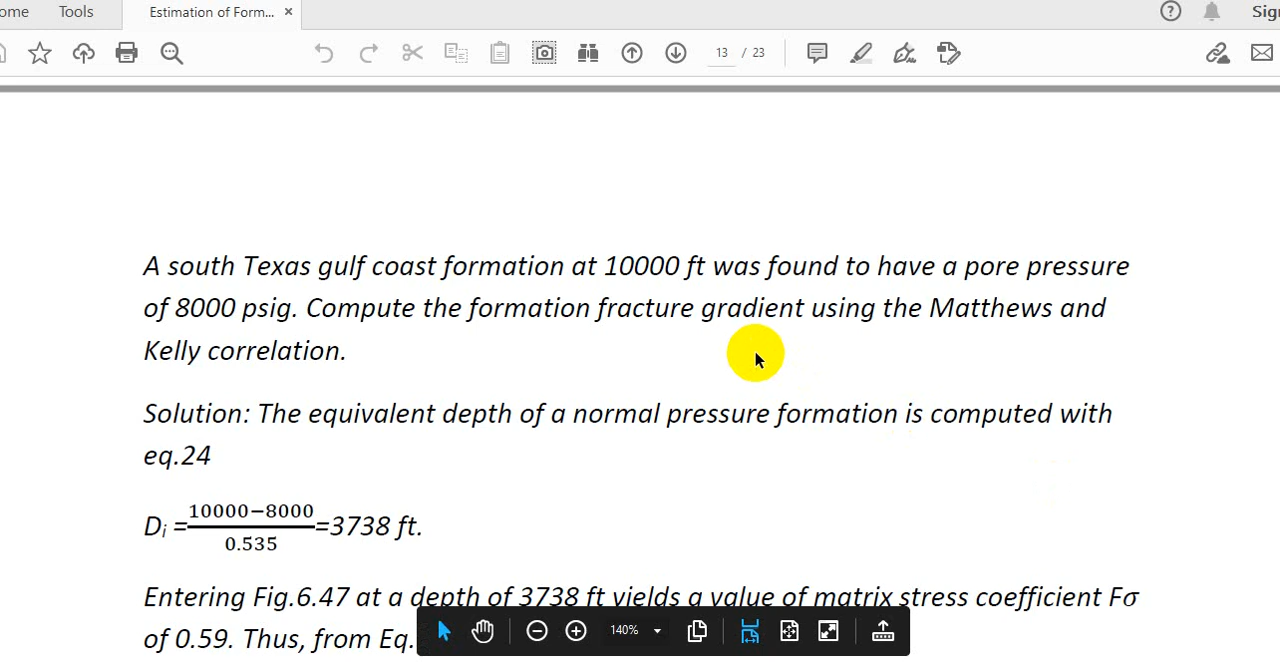 ome Tools Estimation of Form... × ? Sig
13 / 23
A south Texas gulf coast formation at 10000 ft was found to have a pore pressure
of 8000 psig. Compute the formation fracture gradient using the Matthews and
Kelly correlation.
Solution: The equivalent depth of a normal pressure formation is computed with
eq.24
Di =10000−8000/0.535=3738 ft.
Entering Fig.6.47 at a depth of 3738 ft yields a value of matrix stress coefficient Fσ
of 0.59. Thus, from Eq.
140%